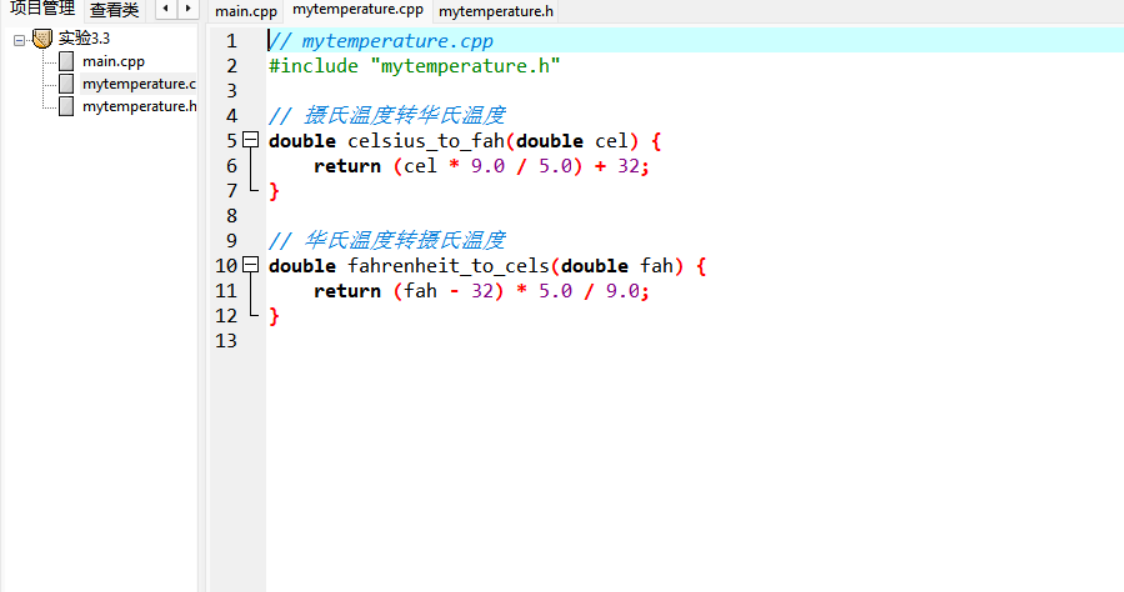 项目管理 查看类
实验3.3
main.cpp
mytemperature.c
mytemperature.h
main.cpp mytemperature.cpp mytemperature.h
1 // mytemperature.cpp
2 #include "mytemperature.h"
3
4 // 摄氏温度转华氏温度
5 double celsius_to_fah(double cel) {
6 return (cel * 9.0 / 5.0) + 32;
7 }
8
9 // 华氏温度转摄氏温度
10 double fahrenheit_to_cels(double fah) {
11 return (fah - 32) * 5.0 / 9.0;
12 }
13